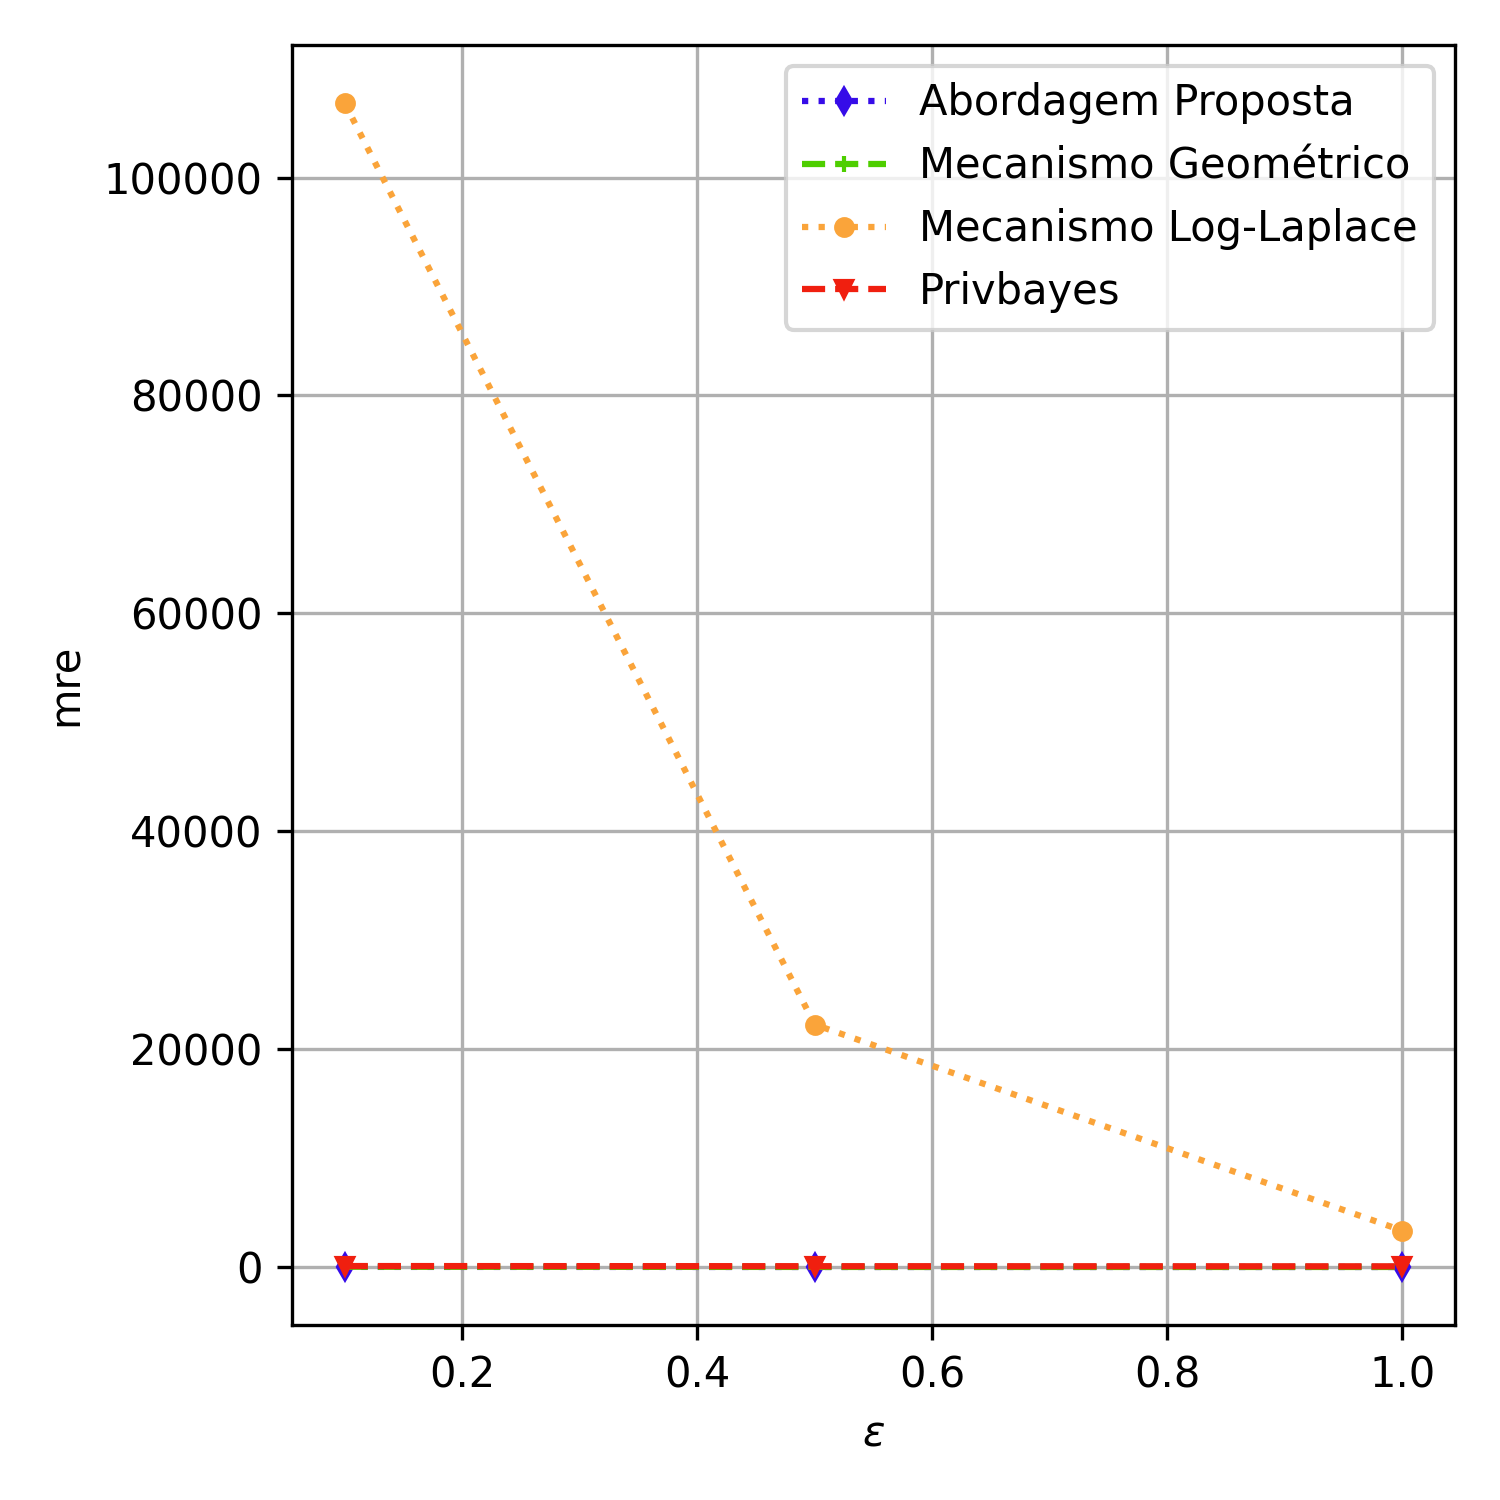 Abordagem Proposta
Mecanismo Geométrico
Mecanismo Log-Laplace
Privbayes
100000
80000
60000
40000
20000
0
mre
0.2 0.4 0.6 0.8 1.0
ε